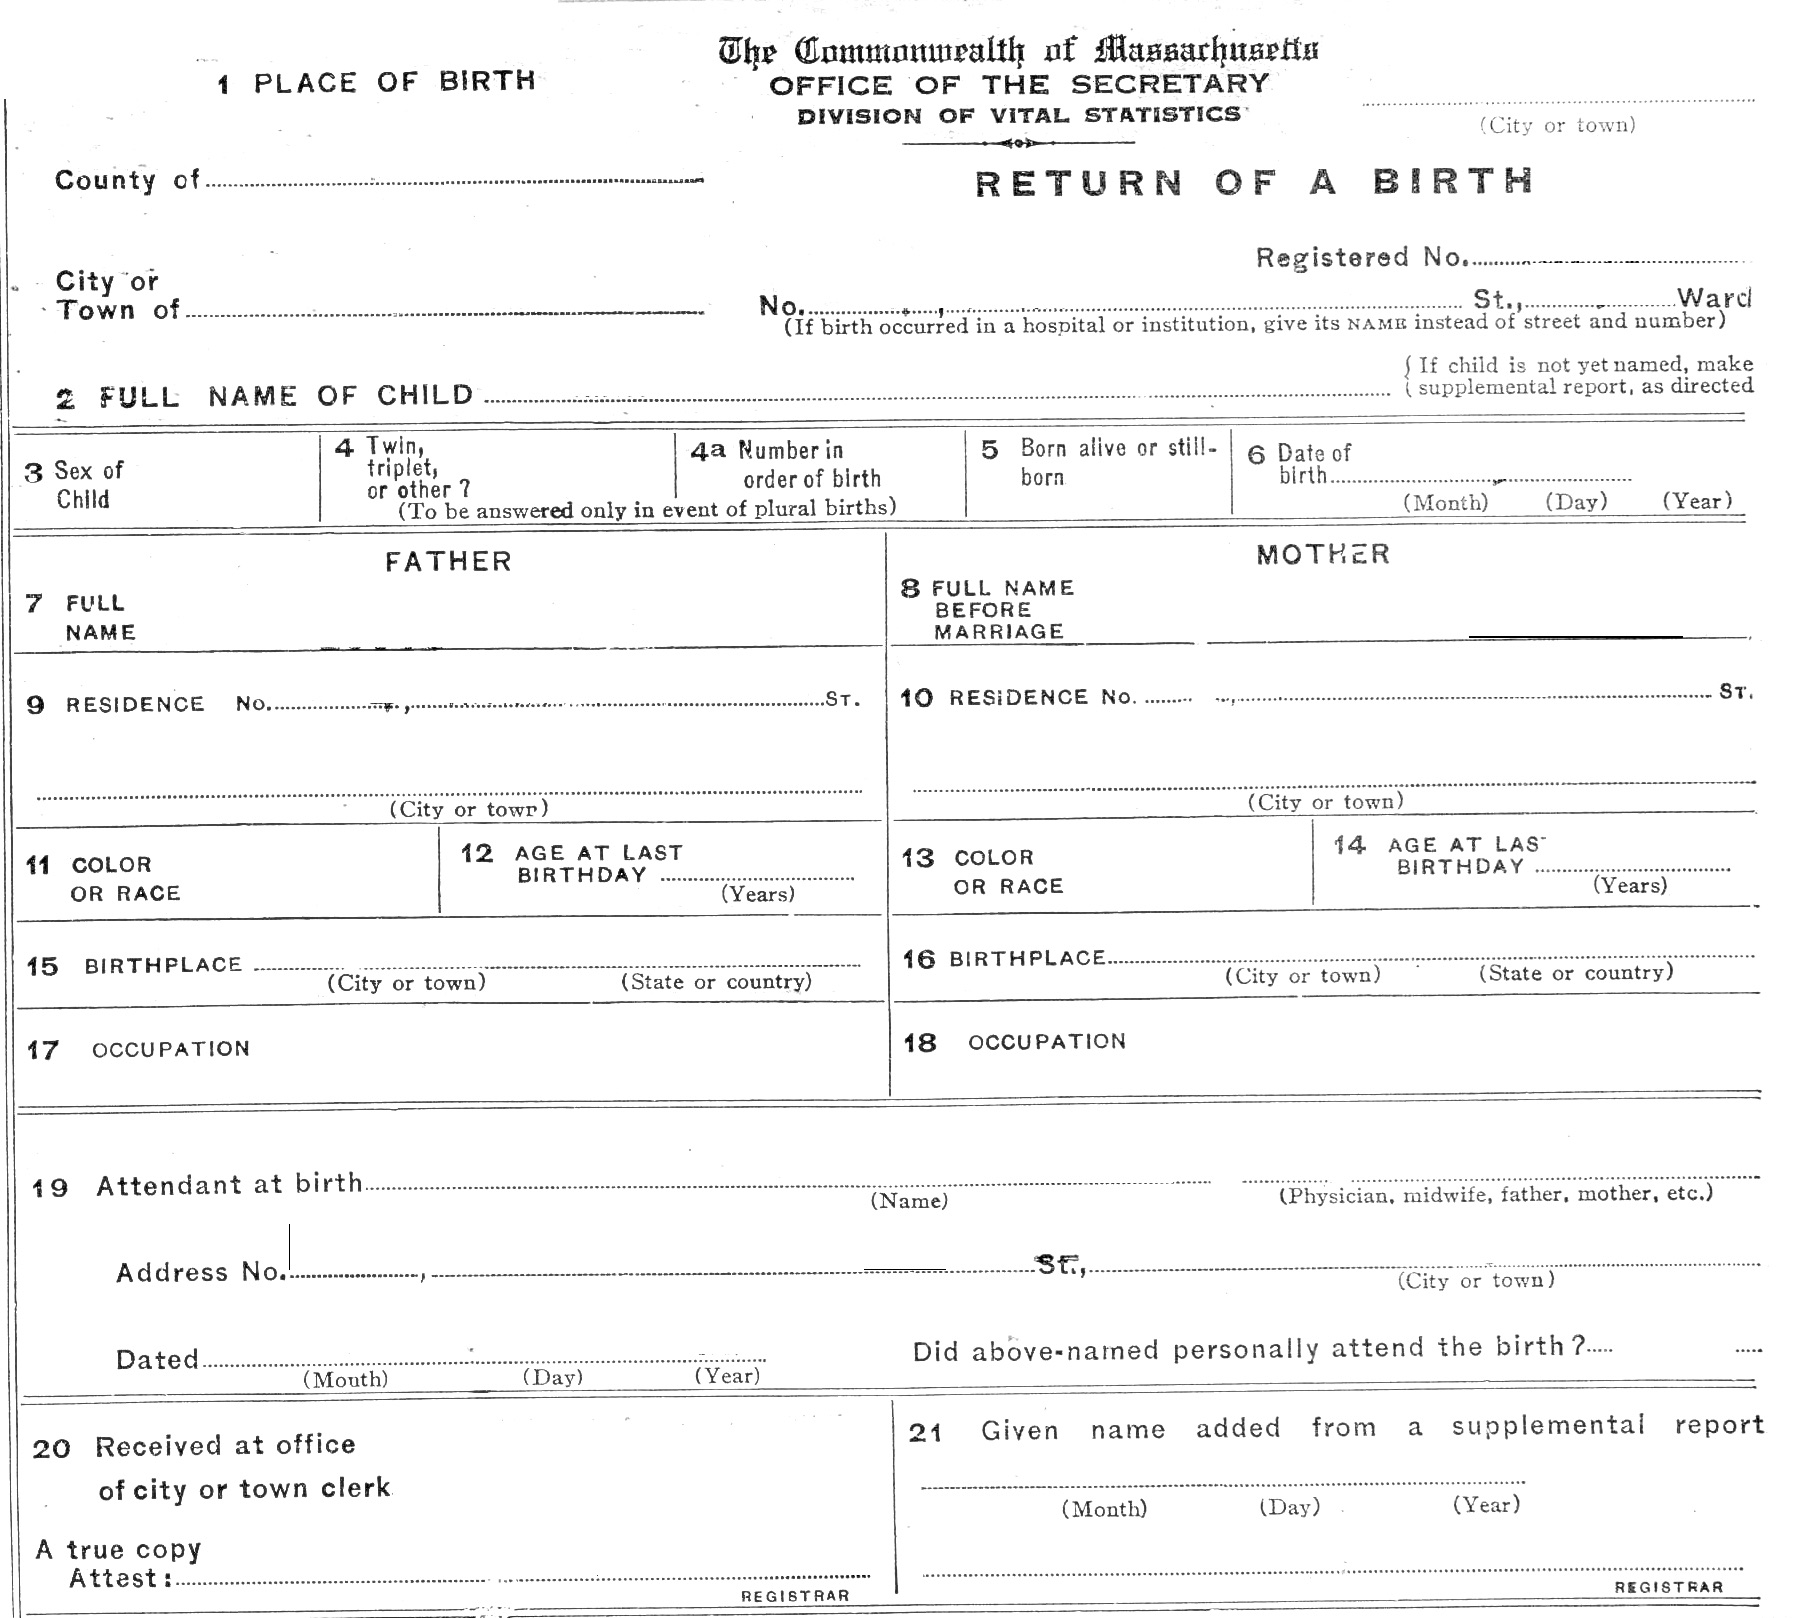 The Commonwealth of Massachusetts
OFFICE OF THE SECRETARY
DIVISION OF VITAL STATISTICS
1 PLACE OF BIRTH
(City or town)
County of
RETURN OF A BIRTH
Registered No.
City or
Town of
No. , St., Ward
(If birth occurred in a hospital or institution, give its NAME instead of street and number)
2 FULL NAME OF CHILD
If child is not yet named, make
supplemental report, as directed
3 Sex of
Child
4 Twin,
triplet,
or other ?
4a Number in
order of birth
(To be answered only in event of plural births)
5 Born alive or still-
born
6 Date of
birth
(Month) (Day) (Year)
FATHER
7 FULL
NAME
MOTHER
8 FULL NAME
BEFORE
MARRIAGE
9 RESIDENCE No. , ST.
(City or town)
10 RESIDENCE No. , ST.
(City or town)
11 COLOR
OR RACE
12 AGE AT LAST
BIRTHDAY
(Years)
13 COLOR
OR RACE
14 AGE AT LAST
BIRTHDAY
(Years)
15 BIRTHPLACE
(City or town) (State or country)
16 BIRTHPLACE
(City or town) (State or country)
17 OCCUPATION
18 OCCUPATION
19 Attendant at birth
(Name) (Physician, midwife, father, mother, etc.)
Address No. , St.,
(City or town)
Dated
(Month) (Day) (Year)
Did above-named personally attend the birth ?
20 Received at office
of city or town clerk
A true copy
Attest :
REGISTRAR
21 Given name added from a supplemental report
(Month) (Day) (Year)
REGISTRAR